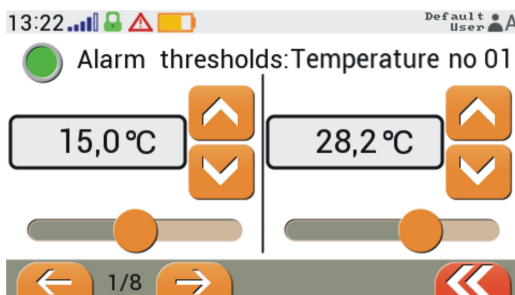 13:22
Default
User
A
Alarm thresholds:Temperature no 01
15,0 °C
28,2 °C
1/8